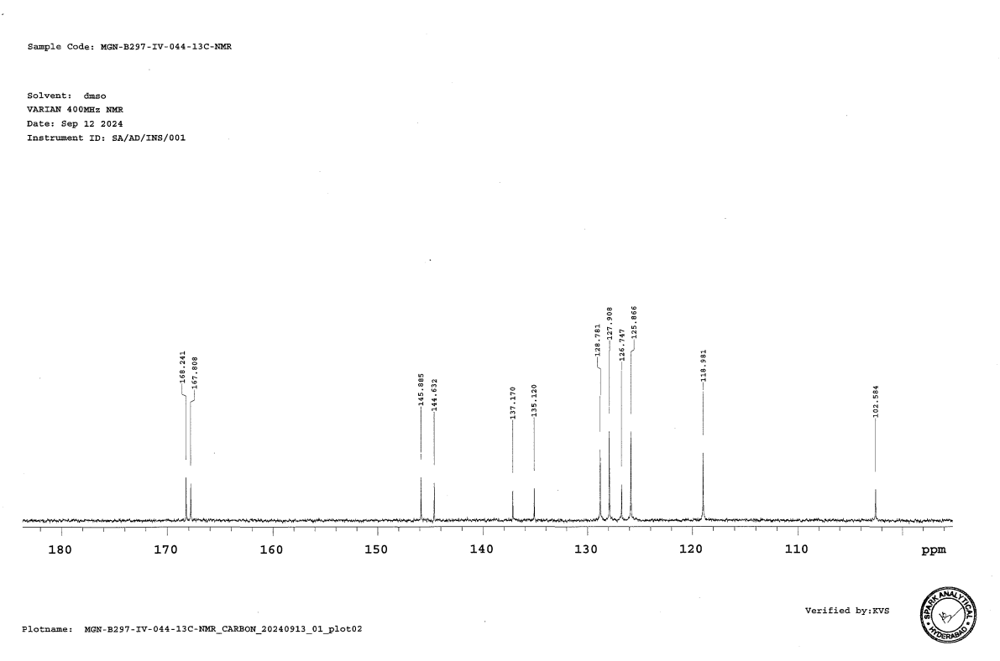 Sample Code: MGN-B297-IV-044-13C-NMR
Solvent: dmso
VARIAN 400MHz NMR
Date: Sep 12 2024
Instrument ID: SA/AD/INS/001
168.241
167.808
145.885
144.632
137.170
135.120
128.781
127.908
126.747
125.866
118.981
102.584
180 170 160 150 140 130 120 110 ppm
Verified by:KVS
SPARK ANALYTICAL
HYDERABAD
Plotname: MGN-B297-IV-044-13C-NMR_CARBON_20240913_01_plot02